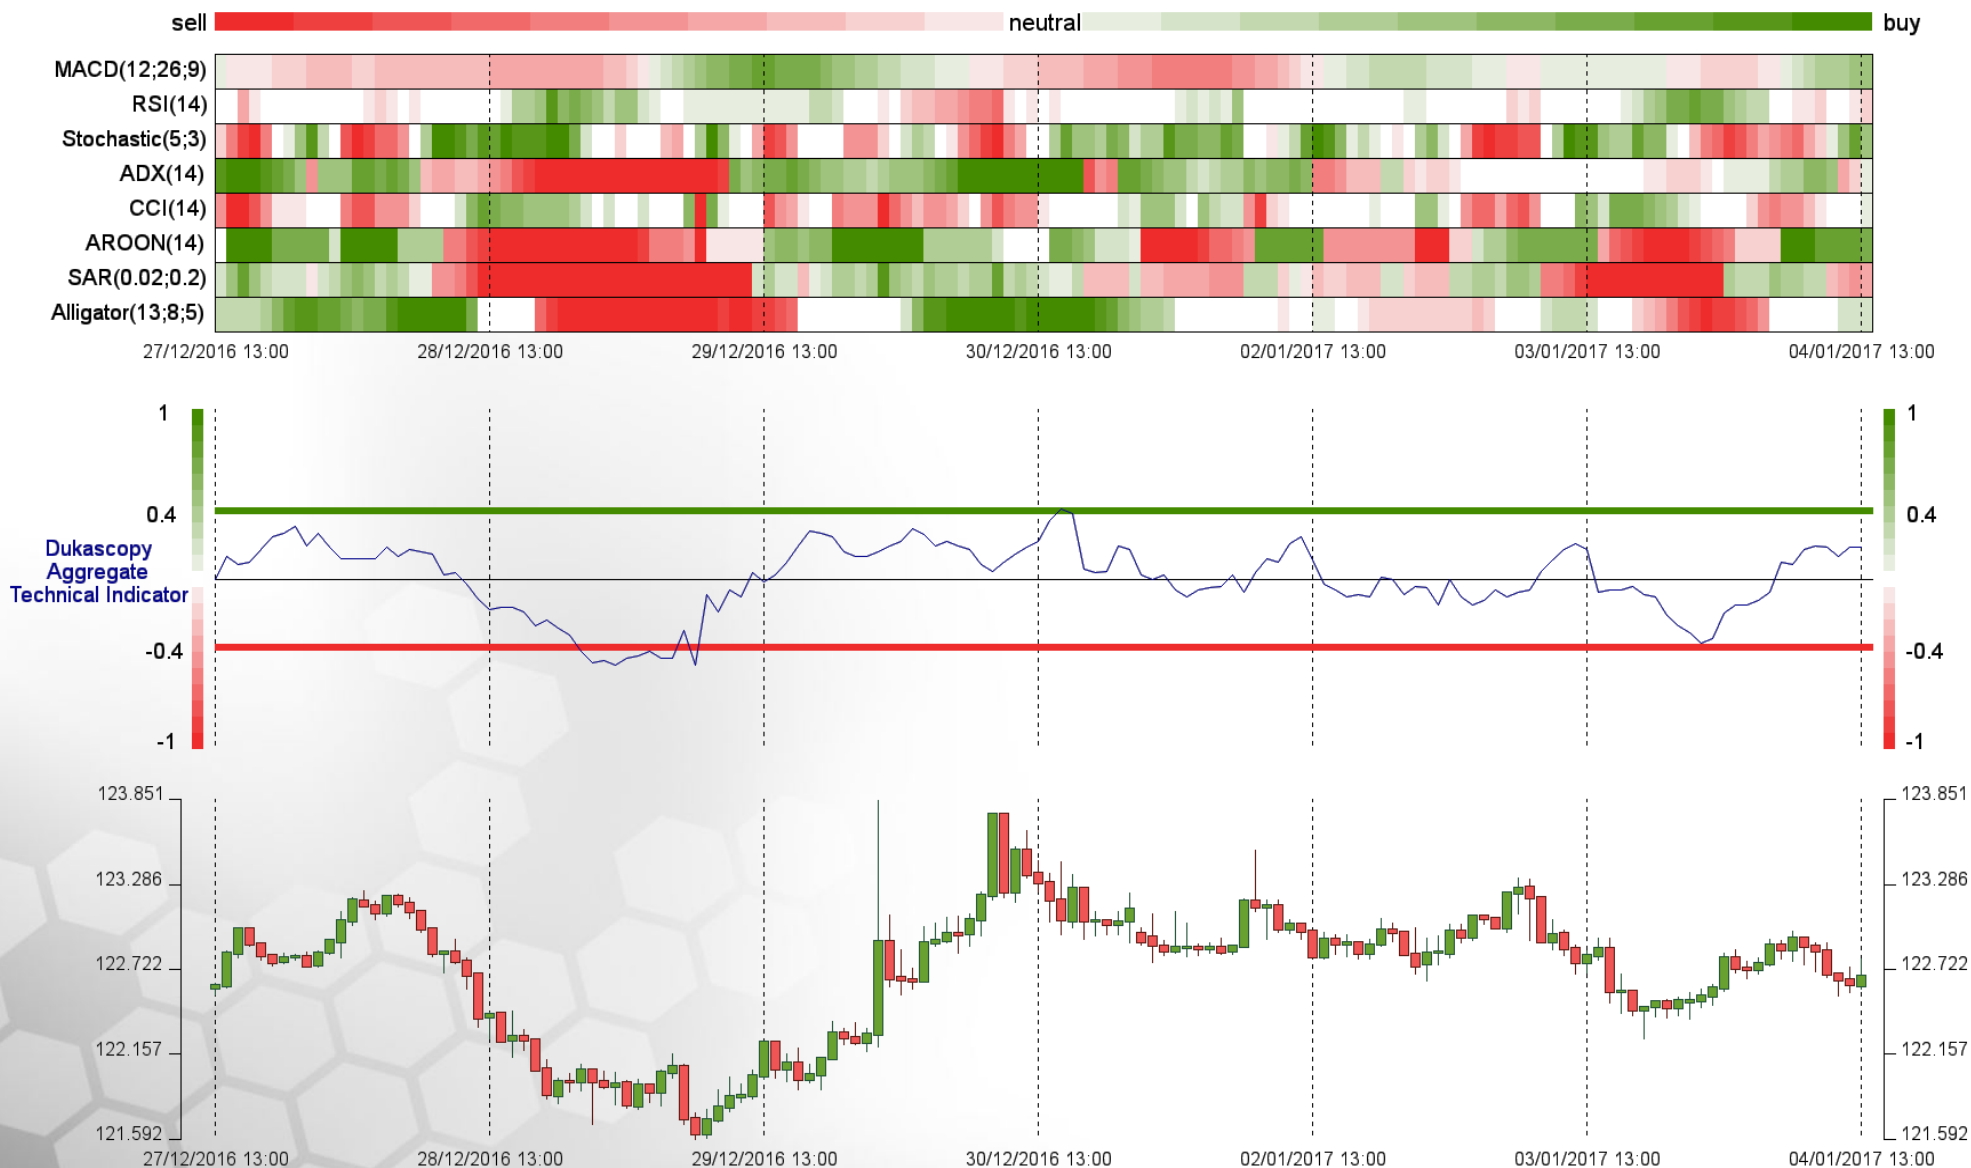 sell neutral buy
MACD(12;26;9)
RSI(14)
Stochastic(5;3)
ADX(14)
CCI(14)
AROON(14)
SAR(0.02;0.2)
Alligator(13;8;5)
27/12/2016 13:00 28/12/2016 13:00 29/12/2016 13:00 30/12/2016 13:00 02/01/2017 13:00 03/01/2017 13:00 04/01/2017 13:00
1 1
0.4 0.4
Dukascopy
Aggregate
Technical Indicator
-0.4 -0.4
-1 -1
123.851 123.851
123.286 123.286
122.722 122.722
122.157 122.157
121.592 121.592
27/12/2016 13:00 28/12/2016 13:00 29/12/2016 13:00 30/12/2016 13:00 02/01/2017 13:00 03/01/2017 13:00 04/01/2017 13:00